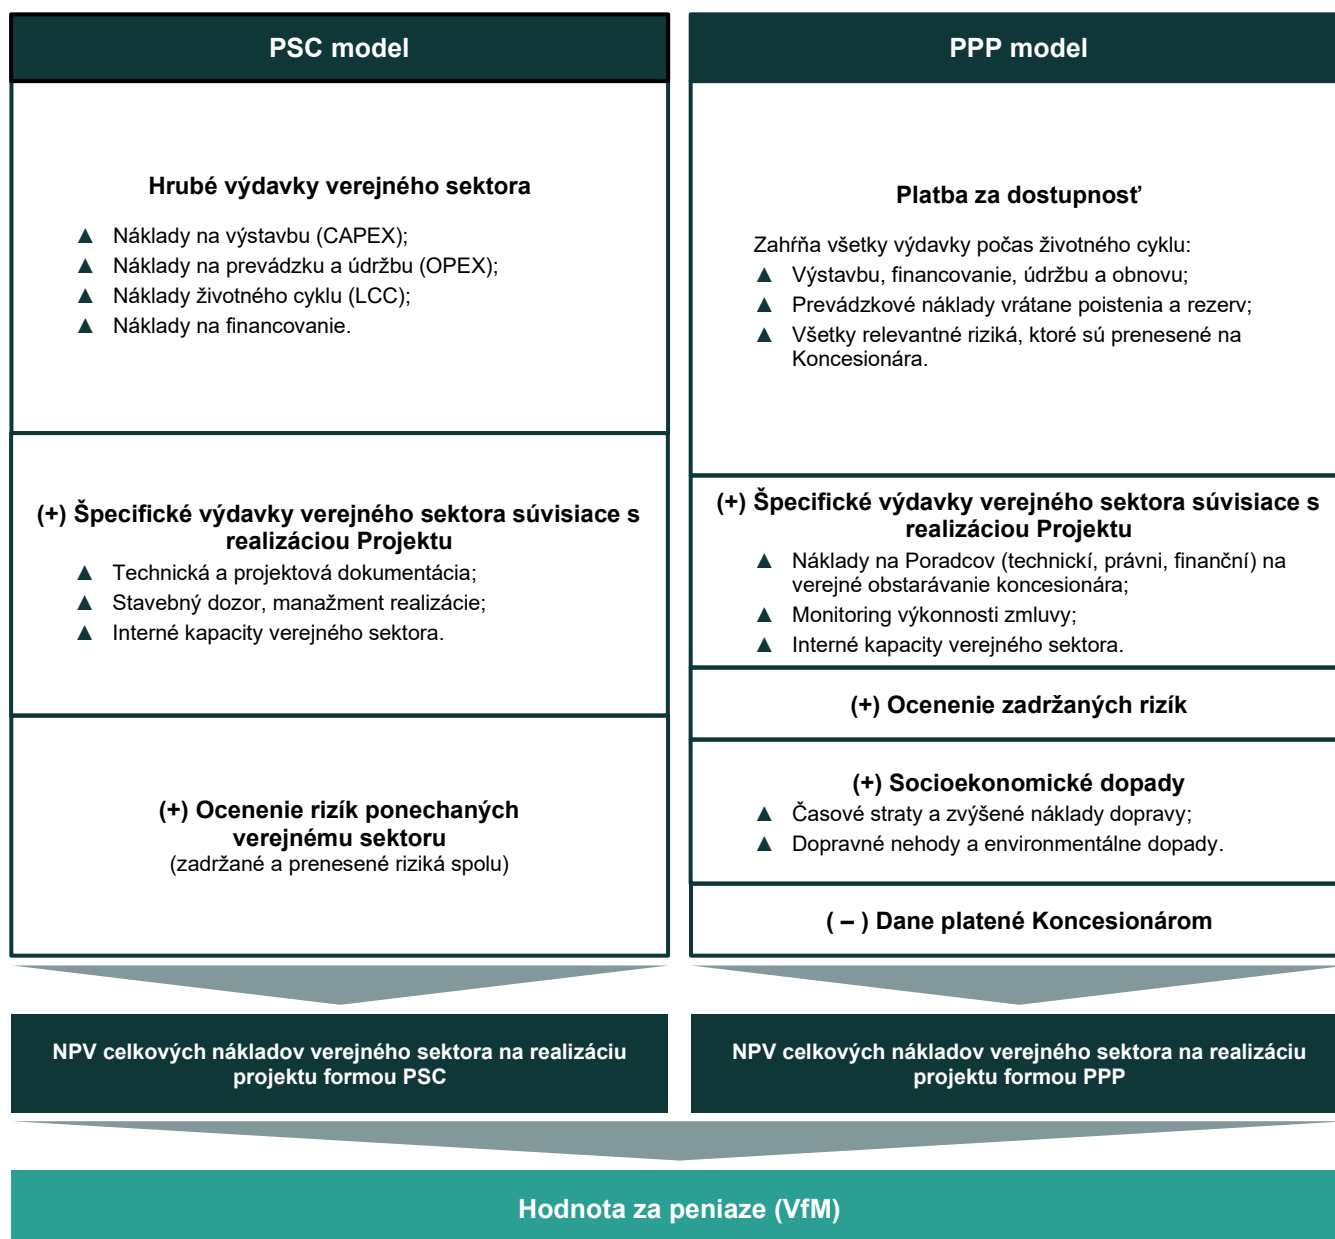 PSC model
Hrubé výdavky verejného sektora
▲ Náklady na výstavbu (CAPEX);
▲ Náklady na prevádzku a údržbu (OPEX);
▲ Náklady životného cyklu (LCC);
▲ Náklady na financovanie.
(+) Špecifické výdavky verejného sektora súvisiace s
realizáciou Projektu
▲ Technická a projektová dokumentácia;
▲ Stavebný dozor, manažment realizácie;
▲ Interné kapacity verejného sektora.
(+) Ocenenie rizík ponechaných
verejnému sektoru
(zadržané a prenesené riziká spolu)
NPV celkových nákladov verejného sektora na realizáciu
projektu formou PSC
PPP model
Platba za dostupnosť
Zahŕňa všetky výdavky počas životného cyklu:
▲ Výstavbu, financovanie, údržbu a obnovu;
▲ Prevádzkové náklady vrátane poistenia a rezerv;
▲ Všetky relevantné riziká, ktoré sú prenesené na
Koncesionára.
(+) Špecifické výdavky verejného sektora súvisiace s
realizáciou Projektu
▲ Náklady na Poradcov (technickí, právni, finanční) na
verejné obstarávanie koncesionára;
▲ Monitoring výkonnosti zmluvy;
▲ Interné kapacity verejného sektora.
(+) Ocenenie zadržaných rizík
(+) Socioekonomické dopady
▲ Časové straty a zvýšené náklady dopravy;
▲ Dopravné nehody a environmentálne dopady.
( – ) Dane platené Koncesionárom
NPV celkových nákladov verejného sektora na realizáciu
projektu formou PPP
Hodnota za peniaze (VfM)